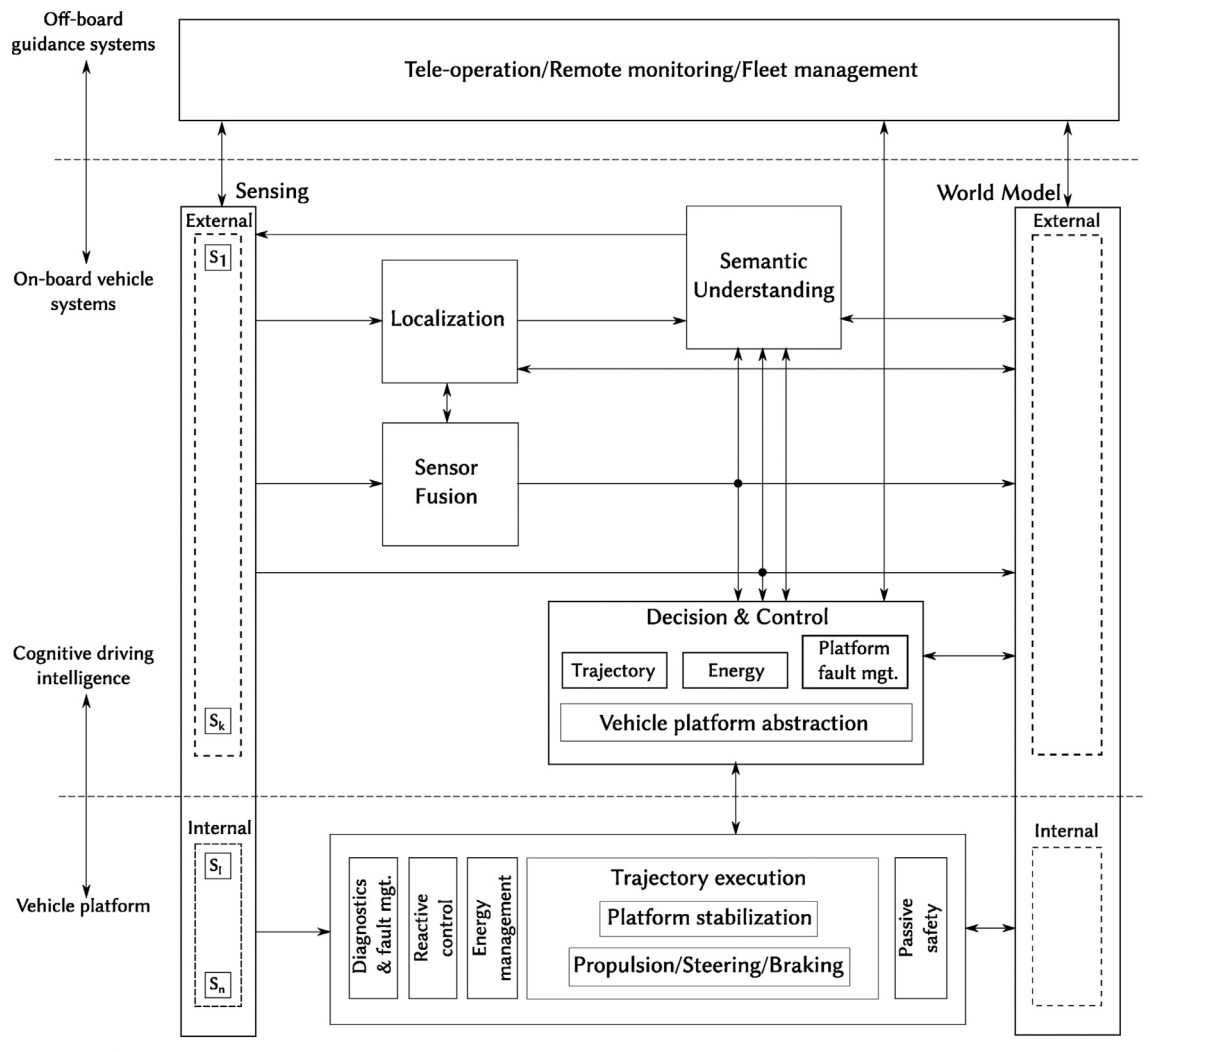 Off-board
guidance systems
Tele-operation/Remote monitoring/Fleet management
Sensing
World Model
External
S1
External
On-board vehicle
systems
Semantic
Understanding
Localization
Sensor
Fusion
Decision & Control
Trajectory
Energy
Platform
fault mgt.
Vehicle platform abstraction
Cognitive driving
intelligence
Sk
Internal
Internal
Sl
Sn
Vehicle platform
Diagnostics
& fault mgt.
Reactive
control
Energy
management
Trajectory execution
Platform stabilization
Propulsion/Steering/Braking
Passive
safety